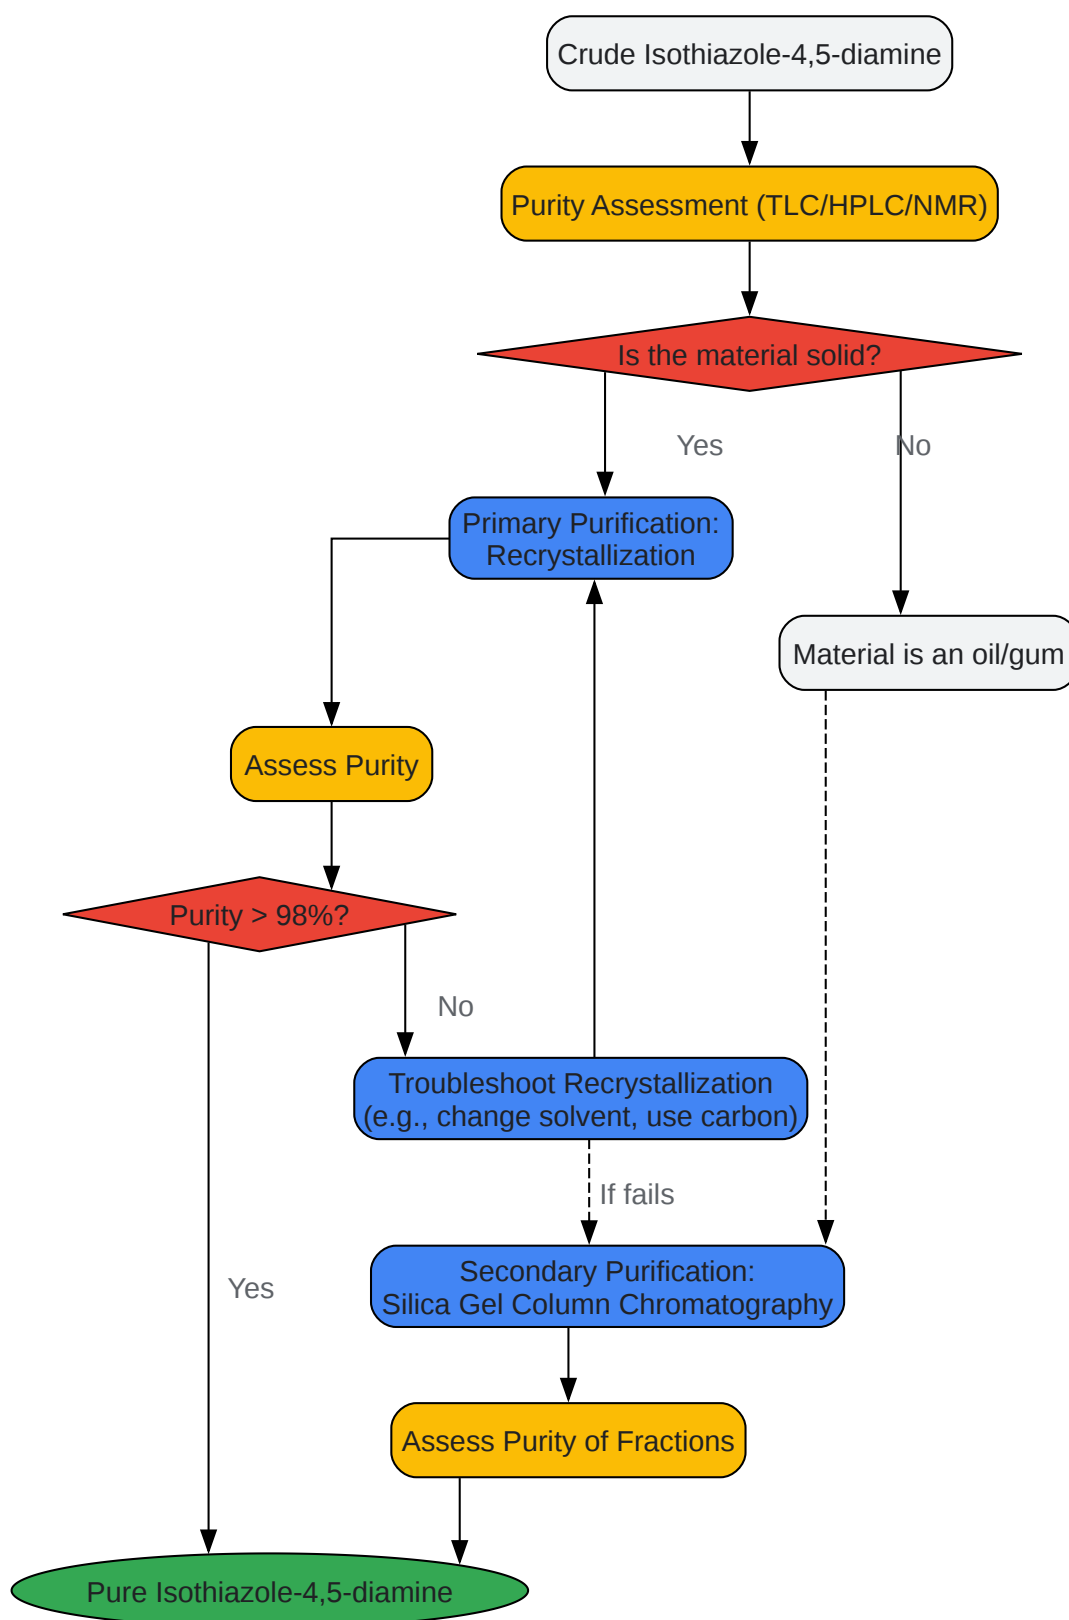 Crude Isothiazole-4,5-diamine
Purity Assessment (TLC/HPLC/NMR)
Is the material solid?
Yes
No
Primary Purification:
Recrystallization
Material is an oil/gum
Assess Purity
Purity > 98%?
No
Troubleshoot Recrystallization
(e.g., change solvent, use carbon)
If fails
Secondary Purification:
Silica Gel Column Chromatography
Yes
Assess Purity of Fractions
Pure Isothiazole-4,5-diamine